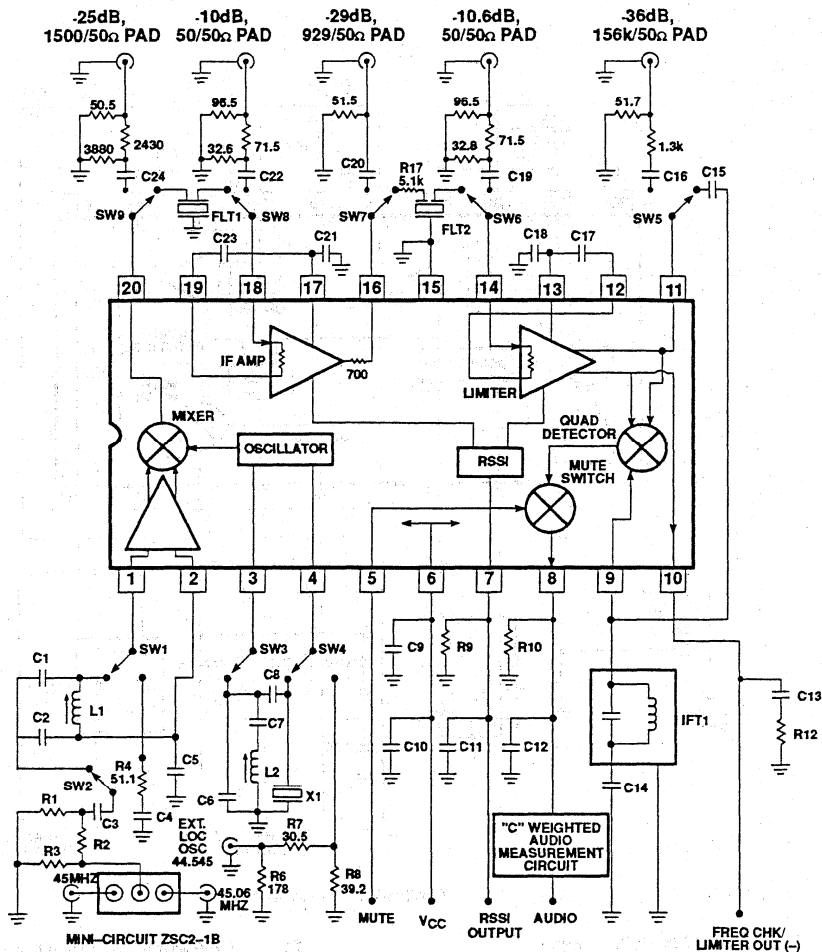 -25dB,
1500/50Ω PAD
-10dB,
50/50Ω PAD
-29dB,
929/50Ω PAD
-10.6dB,
50/50Ω PAD
-36dB,
156k/50Ω PAD
50.5
2430
3880
C24
96.5
32.6
71.5
C22
51.5
C20
R17
5.1k
96.5
32.8
71.5
C19
51.7
1.3k
C16
C15
SW9
FLT1
SW8
SW7
FLT2
SW6
SW5
C23
C21
C18
C17
20
19
18
17
16
15
14
13
12
11
IF AMP
700
LIMITER
MIXER
OSCILLATOR
RSSI
QUAD
DETECTOR
MUTE
SWITCH
1
2
3
4
5
6
7
8
9
10
SW1
C1
L1
C2
SW2
R4
51.1
C5
R1
C3
C4
R2
R3
45MHZ
45.06
MHZ
MINI–CIRCUIT ZSC2–1B
SW3
SW4
C8
C7
L2
C6
X1
EXT.
LOC
OSC
44.545
R7
30.5
R6
178
R8
39.2
C9
R9
R10
C10
C11
C12
IFT1
C14
C13
R12
"C" WEIGHTED
AUDIO
MEASUREMENT
CIRCUIT
MUTE
VCC
RSSI
OUTPUT
AUDIO
FREQ CHK/
LIMITER OUT (–)